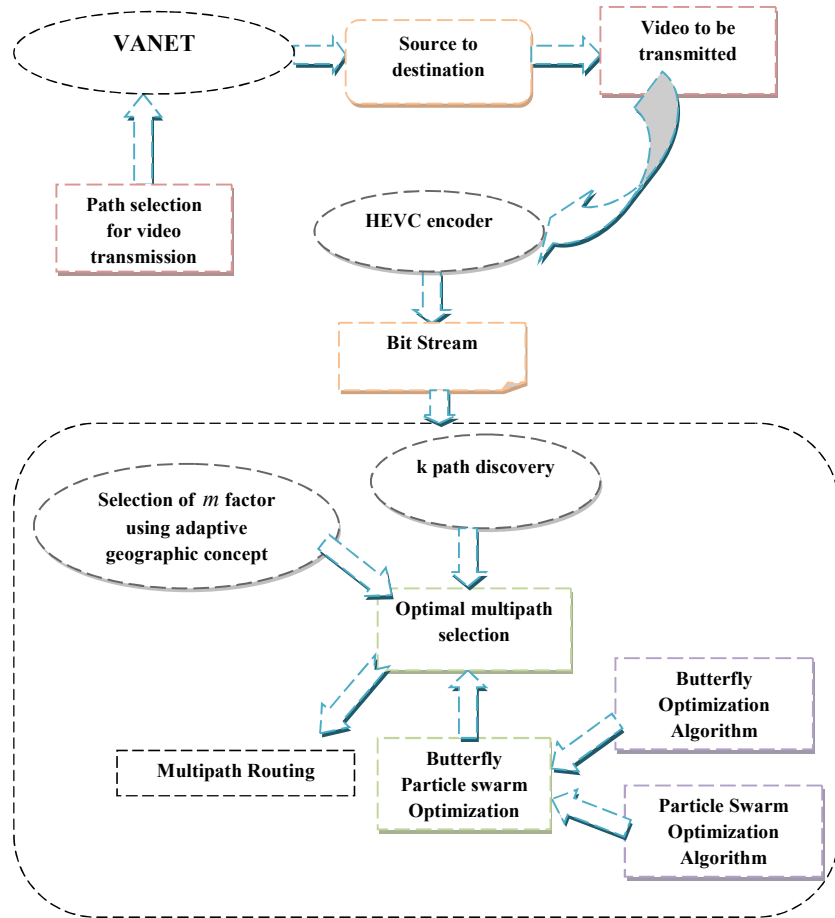 VANET
Source to
destination
Video to be
transmitted
Path selection
for video
transmission
HEVC encoder
Bit Stream
k path discovery
Selection of m factor
using adaptive
geographic concept
Optimal multipath
selection
Multipath Routing
Butterfly
Particle swarm
Optimization
Butterfly
Optimization
Algorithm
Particle Swarm
Optimization
Algorithm